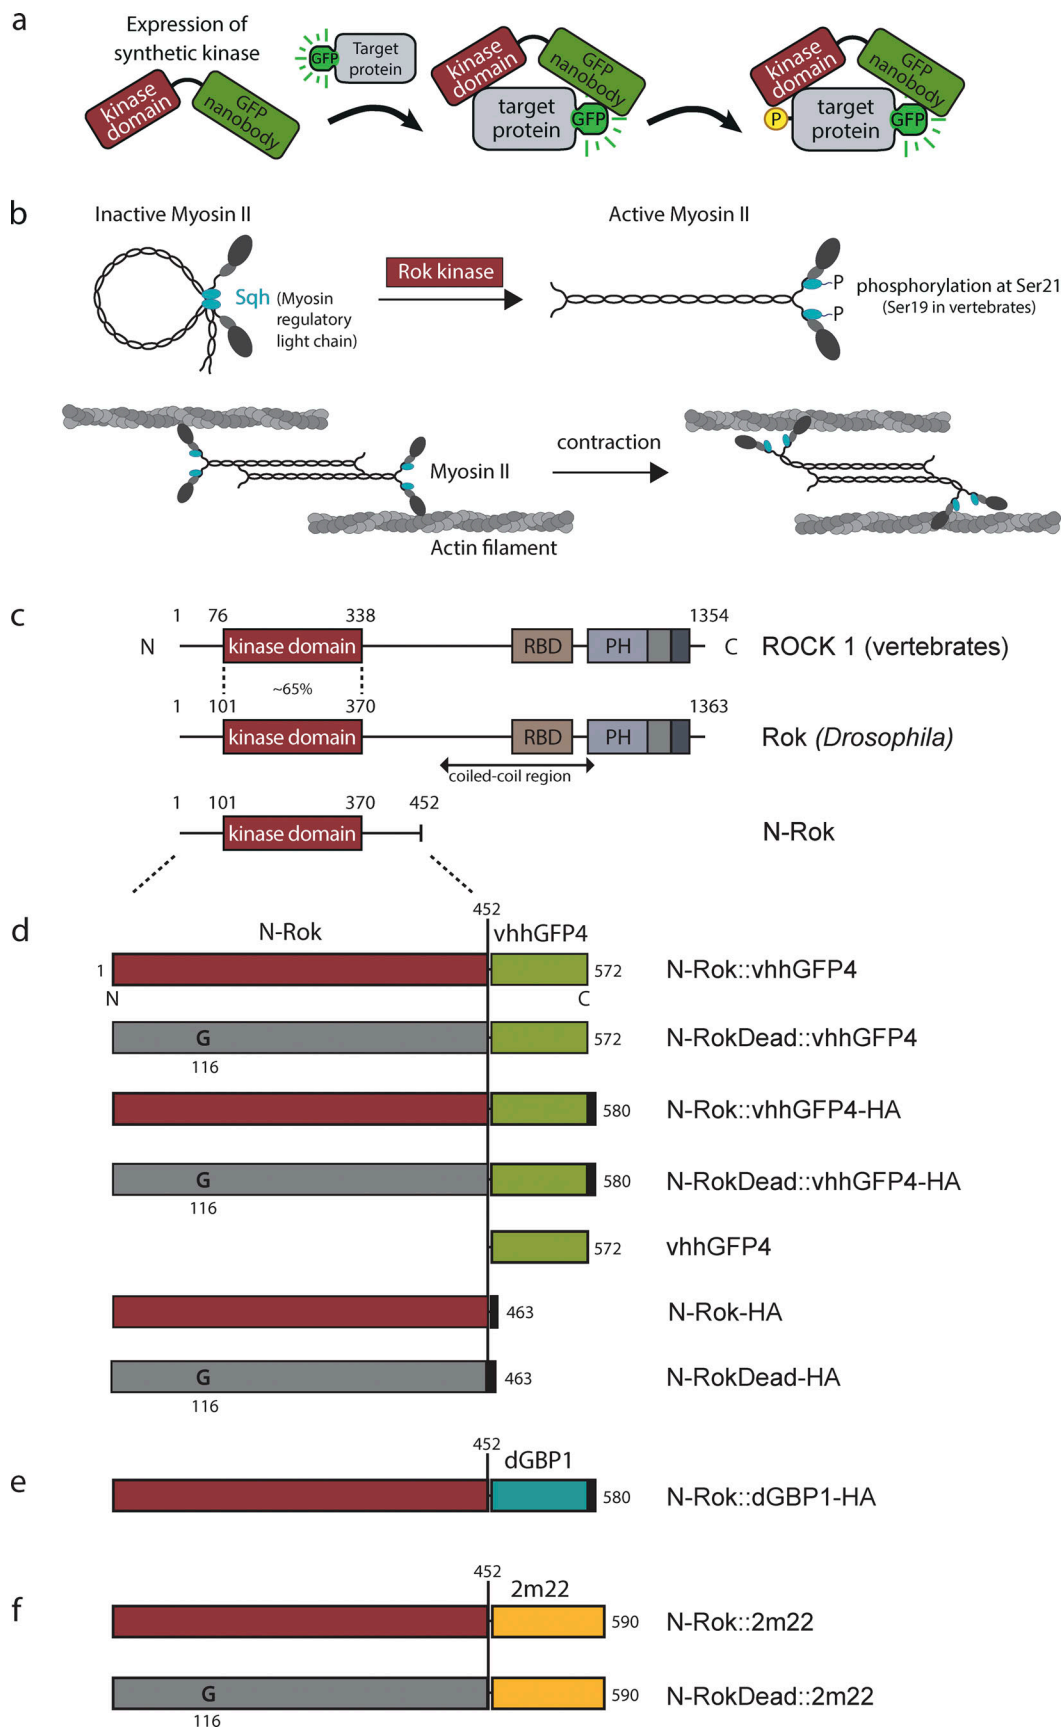 a
Expression of
synthetic kinase
kinase
domain
GFP
nanobody
GFP
Target
protein
kinase
domain
GFP
nanobody
target
protein
GFP
kinase
domain
GFP
nanobody
P
target
protein
GFP
b
Inactive Myosin II
Active Myosin II
Rok kinase
Sqh (Myosin
regulatory
light chain)
P
P
phosphorylation at Ser21
(Ser19 in vertebrates)
contraction
Myosin II
Actin filament
c
1 76 338 1354
N kinase domain RBD PH C ROCK 1 (vertebrates)
~65%
1 101 370 1363
kinase domain RBD PH Rok (Drosophila)
coiled-coil region
1 101 370 452
kinase domain N-Rok
452
d N-Rok vhhGFP4
1 572 N-Rok::vhhGFP4
N C
G 572 N-RokDead::vhhGFP4
116
580 N-Rok::vhhGFP4-HA
G 580 N-RokDead::vhhGFP4-HA
116
572 vhhGFP4
463 N-Rok-HA
G 463 N-RokDead-HA
116
452
e dGBP1
580 N-Rok::dGBP1-HA
452
f 2m22
590 N-Rok::2m22
G 590 N-RokDead::2m22
116